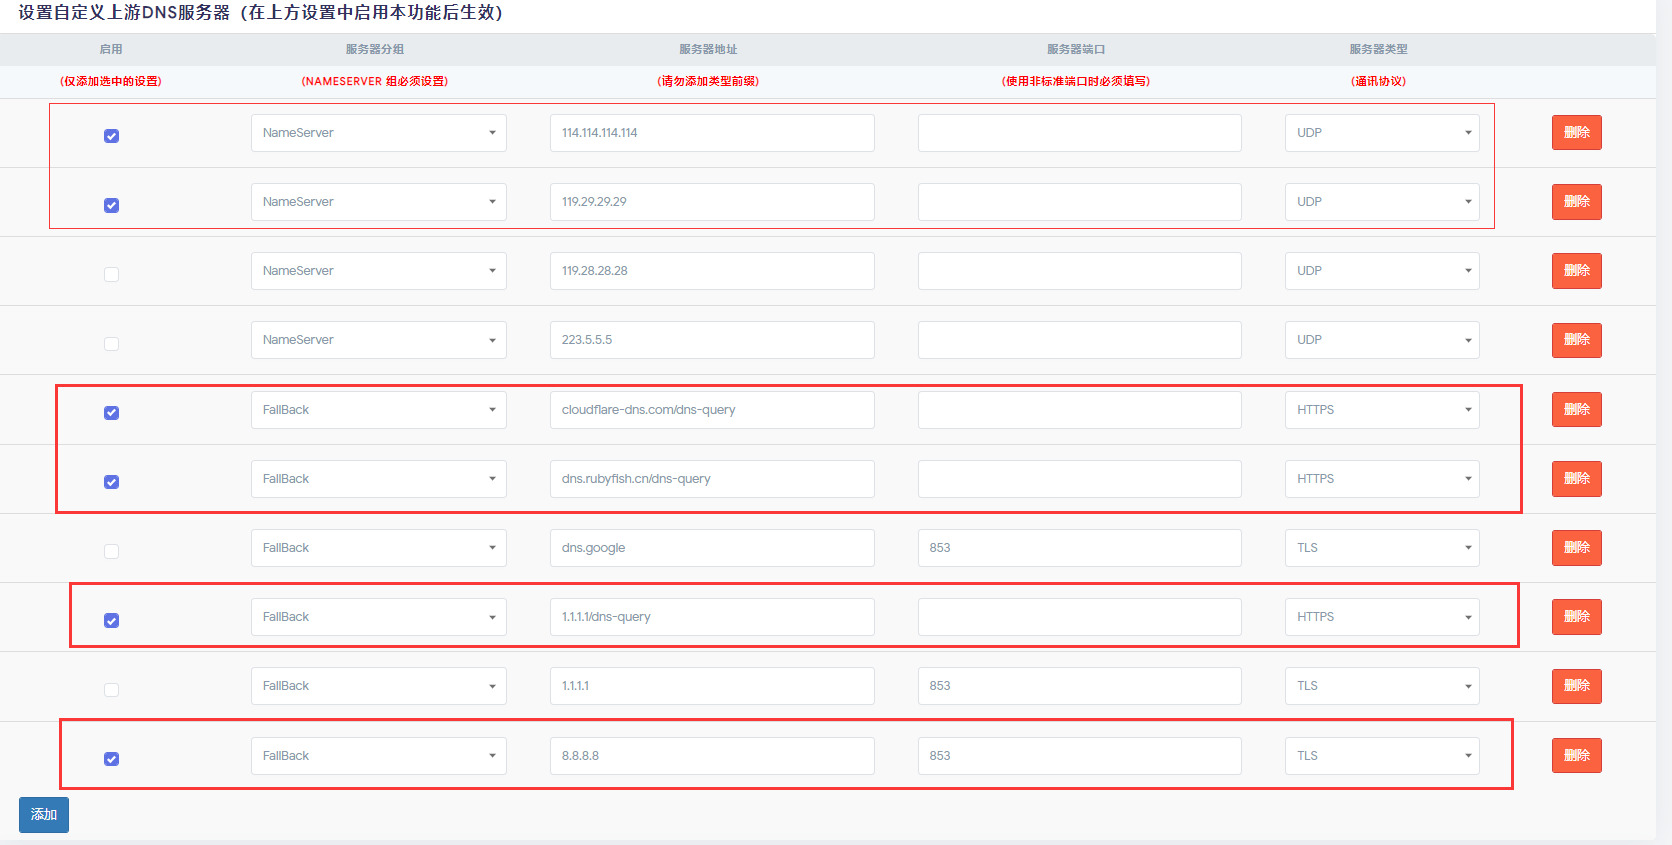 设置自定义上游DNS服务器（在上方设置中启用本功能后生效）
启用 服务器分组 服务器地址 服务器端口 服务器类型
(仅添加选中的设置) (NAMESERVER 组必须设置) (请勿添加类型前缀) (使用非标准端口时必须填写) (通讯协议)
NameServer 114.114.114.114 UDP 删除
NameServer 119.29.29.29 UDP 删除
NameServer 119.28.28.28 UDP 删除
NameServer 223.5.5.5 UDP 删除
FallBack cloudflare-dns.com/dns-query HTTPS 删除
FallBack dns.rubyfish.cn/dns-query HTTPS 删除
FallBack dns.google 853 TLS 删除
FallBack 1.1.1.1/dns-query HTTPS 删除
FallBack 1.1.1.1 853 TLS 删除
FallBack 8.8.8.8 853 TLS 删除
添加